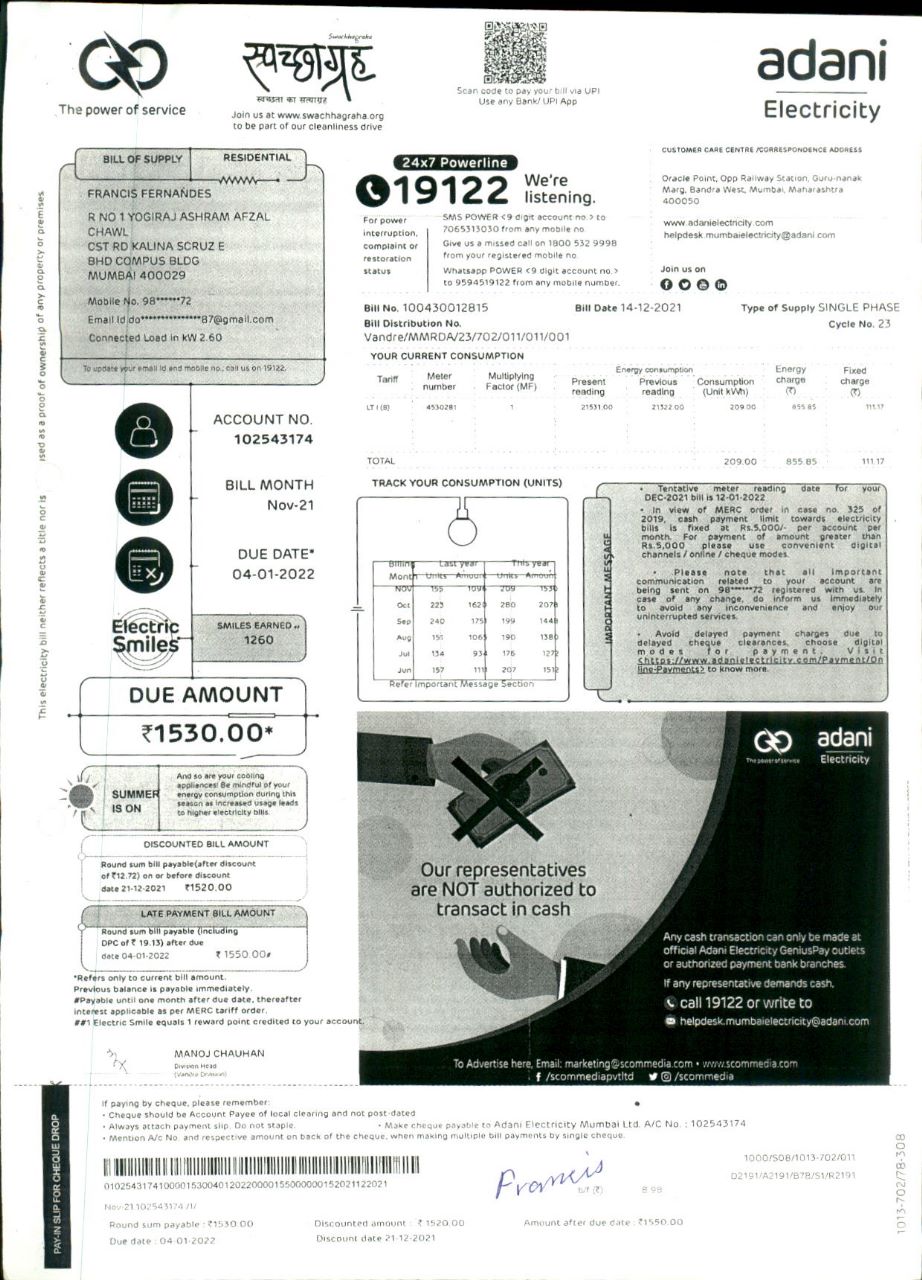 The power of service
Swachhagraha
स्वच्छाग्रह
स्वच्छता का सत्याग्रह
Join us at www.swachhagraha.org
to be part of our cleanliness drive
Scan code to pay your bill via UPI
Use any Bank/ UPI App
adani
Electricity
BILL OF SUPPLY RESIDENTIAL
FRANCIS FERNANDES
R NO 1 YOGIRAJ ASHRAM AFZAL
CHAWL
CST RD KALINA SCRUZ E
BHD COMPUS BLDG
MUMBAI 400029
Mobile No. 98******72
Email Id do***************87@gmail.com
Connected Load in kW 2.60
To update your email id and mobile no., call us on 19122.
24x7 Powerline
19122 We're
listening.
For power
interruption,
complaint or
restoration
status
SMS POWER <9 digit account no.> to
7065313030 from any mobile no.
Give us a missed call on 1800 532 9998
from your registered mobile no.
Whatsapp POWER <9 digit account no.>
to 9594519122 from any mobile number.
CUSTOMER CARE CENTRE /CORRESPONDENCE ADDRESS
Oracle Point, Opp Railway Station, Guru-nanak
Marg, Bandra West, Mumbai, Maharashtra
400050
www.adanielectricity.com
helpdesk.mumbaielectricity@adani.com
Join us on
Bill No. 100430012815 Bill Date 14-12-2021 Type of Supply SINGLE PHASE
Bill Distribution No. Cycle No. 23
Vandre/MMRDA/23/702/011/011/001
YOUR CURRENT CONSUMPTION
Tariff Meter number Multiplying Factor (MF) Energy consumption Present reading Previous reading Consumption (Unit kWh) Energy charge (₹) Fixed charge (₹)
LT I (B) 4530281 1 21531.00 21322.00 209.00 855.85 111.17
TOTAL 209.00 855.85 111.17
ACCOUNT NO.
102543174
BILL MONTH
Nov-21
DUE DATE*
04-01-2022
Electric
Smiles
SMILES EARNED ##
1260
DUE AMOUNT
₹1530.00*
SUMMER
IS ON
And so are your cooling
appliances! Be mindful of your
energy consumption during this
season as increased usage leads
to higher electricity bills.
DISCOUNTED BILL AMOUNT
Round sum bill payable(after discount
of ₹12.72) on or before discount
date 21-12-2021 ₹1520.00
LATE PAYMENT BILL AMOUNT
Round sum bill payable (including
DPC of ₹ 19.13) after due
date 04-01-2022 ₹ 1550.00#
*Refers only to current bill amount.
Previous balance is payable immediately.
#Payable until one month after due date, thereafter
interest applicable as per MERC tariff order.
##1 Electric Smile equals 1 reward point credited to your account.
MANOJ CHAUHAN
Division Head
(Vandre Division)
TRACK YOUR CONSUMPTION (UNITS)
Billing Last year This year
Month Units Amount Units Amount
NOV 155 1094 209 1530
Oct 223 1620 280 2078
Sep 240 1751 199 1448
Aug 151 1065 190 1380
Jul 134 934 176 1272
Jun 157 1111 207 1512
Refer Important Message Section
IMPORTANT MESSAGE
• Tentative meter reading date for your
DEC-2021 bill is 12-01-2022
• In view of MERC order in case no. 325 of
2019, cash payment limit towards electricity
bills is fixed at Rs.5,000/- per account per
month. For payment of amount greater than
Rs.5,000 please use convenient digital
channels / online / cheque modes.
• Please note that all important
communication related to your account are
being sent on 98******72 registered with us. In
case of any change, do inform us immediately
to avoid any inconvenience and enjoy our
uninterrupted services.
• Avoid delayed payment charges due to
delayed cheque clearances, choose digital
modes for payment. Visit
<https://www.adanielectricity.com/Payment/On
line-Payments> to know more.
The power of service
adani
Electricity
Our representatives
are NOT authorized to
transact in cash
Any cash transaction can only be made at
official Adani Electricity GeniusPay outlets
or authorized payment bank branches.
If any representative demands cash,
call 19122 or write to
helpdesk.mumbaielectricity@adani.com
To Advertise here, Email: marketing@scommedia.com • www.scommedia.com
/scommediapvtltd /scommedia
This electricity bill neither reflects a title nor is
ised as a proof of ownership of any property or premises
PAY-IN SLIP FOR CHEQUE DROP
If paying by cheque, please remember:
• Cheque should be Account Payee of local clearing and not post-dated
• Always attach payment slip. Do not staple. • Make cheque payable to Adani Electricity Mumbai Ltd. A/C No. : 102543174
• Mention A/c No. and respective amount on back of the cheque, when making multiple bill payments by single cheque.
Francis
1000/S08/1013-702/011
D2191/A2191/B78/S1/R2191
b/f (₹) 8.98
Nov-21 102543174 /1/
Round sum payable : ₹1530.00 Discounted amount : ₹ 1520.00 Amount after due date : ₹1550.00
Due date : 04-01-2022 Discount date 21-12-2021
1013-702/78-308